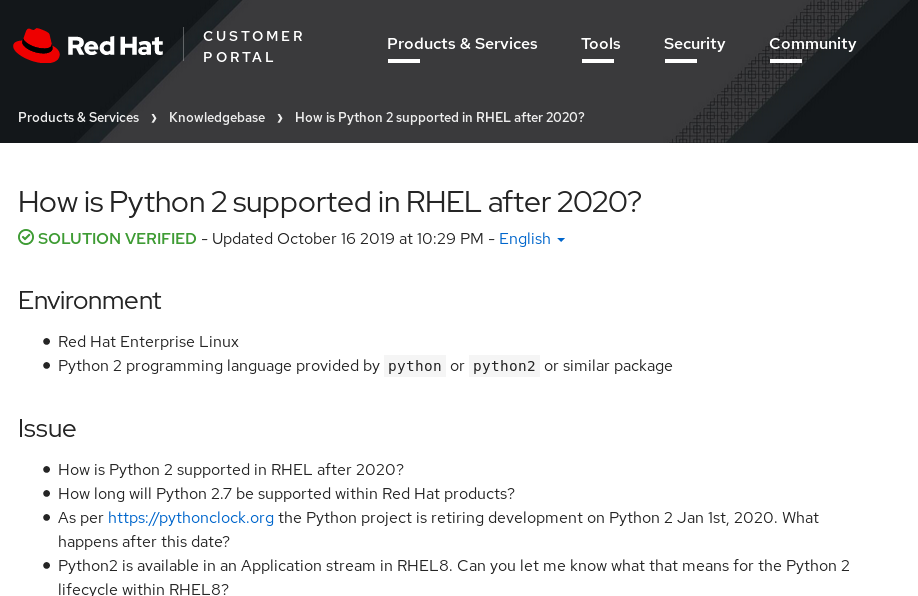 Red Hat
CUSTOMER
PORTAL
Products & Services
Tools
Security
Community
Products & Services ❯ Knowledgebase ❯ How is Python 2 supported in RHEL after 2020?
How is Python 2 supported in RHEL after 2020?
SOLUTION VERIFIED - Updated October 16 2019 at 10:29 PM - English
Environment
● Red Hat Enterprise Linux
● Python 2 programming language provided by python or python2 or similar package
Issue
● How is Python 2 supported in RHEL after 2020?
● How long will Python 2.7 be supported within Red Hat products?
● As per https://pythonclock.org the Python project is retiring development on Python 2 Jan 1st, 2020. What
happens after this date?
● Python2 is available in an Application stream in RHEL8. Can you let me know what that means for the Python 2
lifecycle within RHEL8?